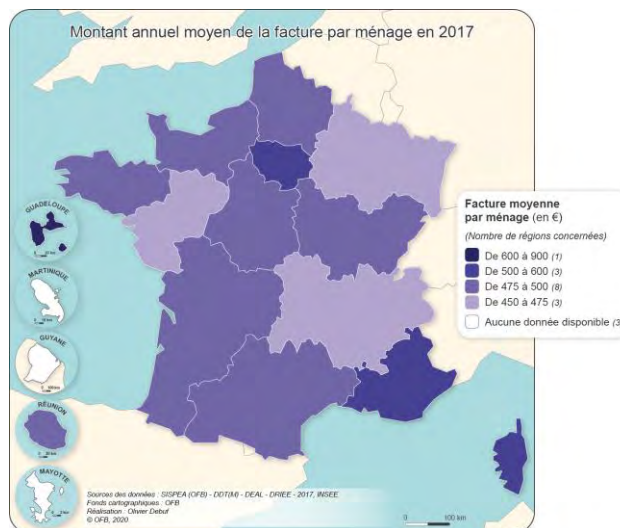 Montant annuel moyen de la facture par ménage en 2017
GUADELOUPE
MARTINIQUE
GUYANE
RÉUNION
MAYOTTE
Facture moyenne
par ménage (en €)
(Nombre de régions concernées)
De 600 à 900 (1)
De 500 à 600 (3)
De 475 à 500 (8)
De 450 à 475 (3)
Aucune donnée disponible (3
Sources des données : SISPEA (OFB) - DDT(M) - DEAL - DRIEE - 2017, INSEE
Fonds cartographiques : OFB
Réalisation : Olivier Debuf
© OFB, 2020
0 100 km